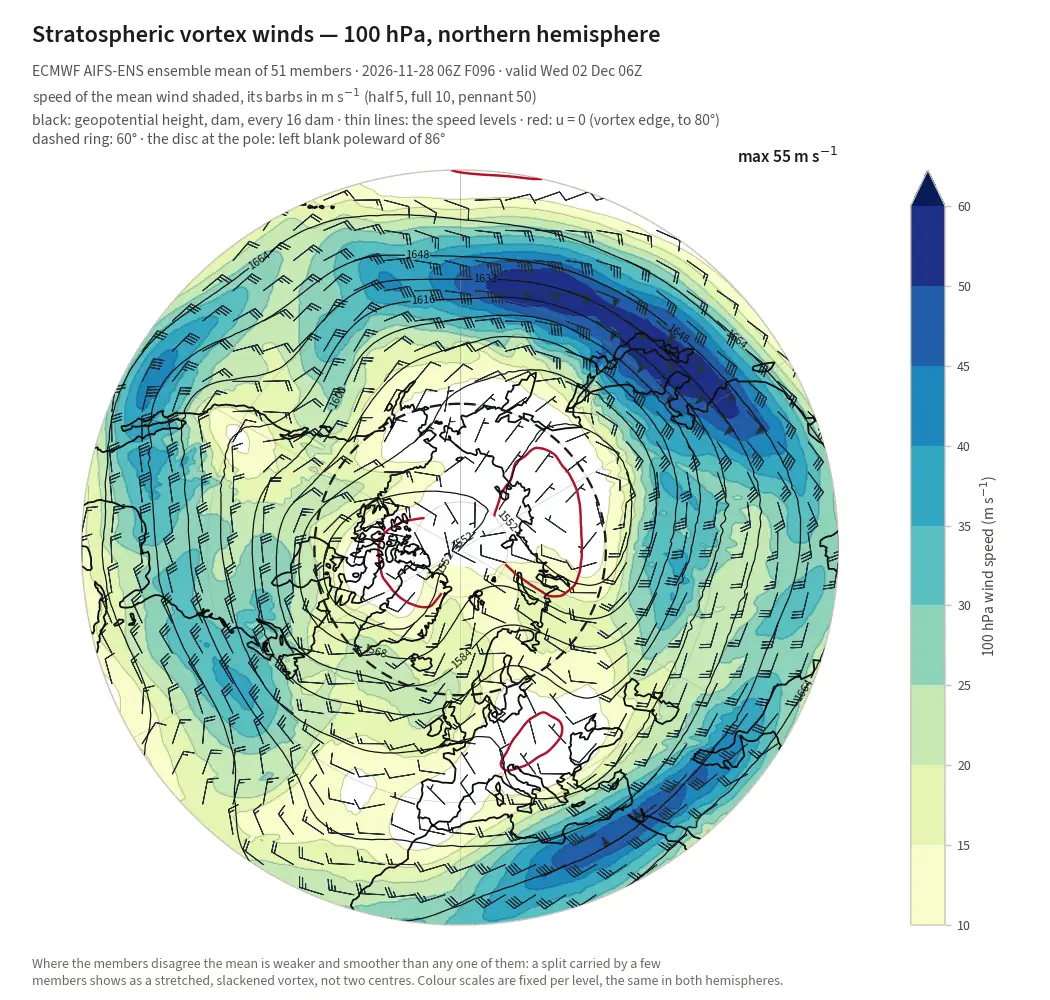 Stratospheric vortex winds — 100 hPa, northern hemisphere
ECMWF AIFS-ENS ensemble mean of 51 members · 2026-11-28 06Z F096 · valid Wed 02 Dec 06Z
speed of the mean wind shaded, its barbs in m s⁻¹ (half 5, full 10, pennant 50)
black: geopotential height, dam, every 16 dam · thin lines: the speed levels · red: u = 0 (vortex edge, to 80°)
dashed ring: 60° · the disc at the pole: left blank poleward of 86°
max 55 m s⁻¹
60
50
45
40
35
30
25
20
15
10
100 hPa wind speed (m s⁻¹)
1664
1648
1632
1616
1648
1664
1600
1552
1552
1568
1584
Where the members disagree the mean is weaker and smoother than any one of them: a split carried by a few
members shows as a stretched, slackened vortex, not two centres. Colour scales are fixed per level, the same in both hemispheres.